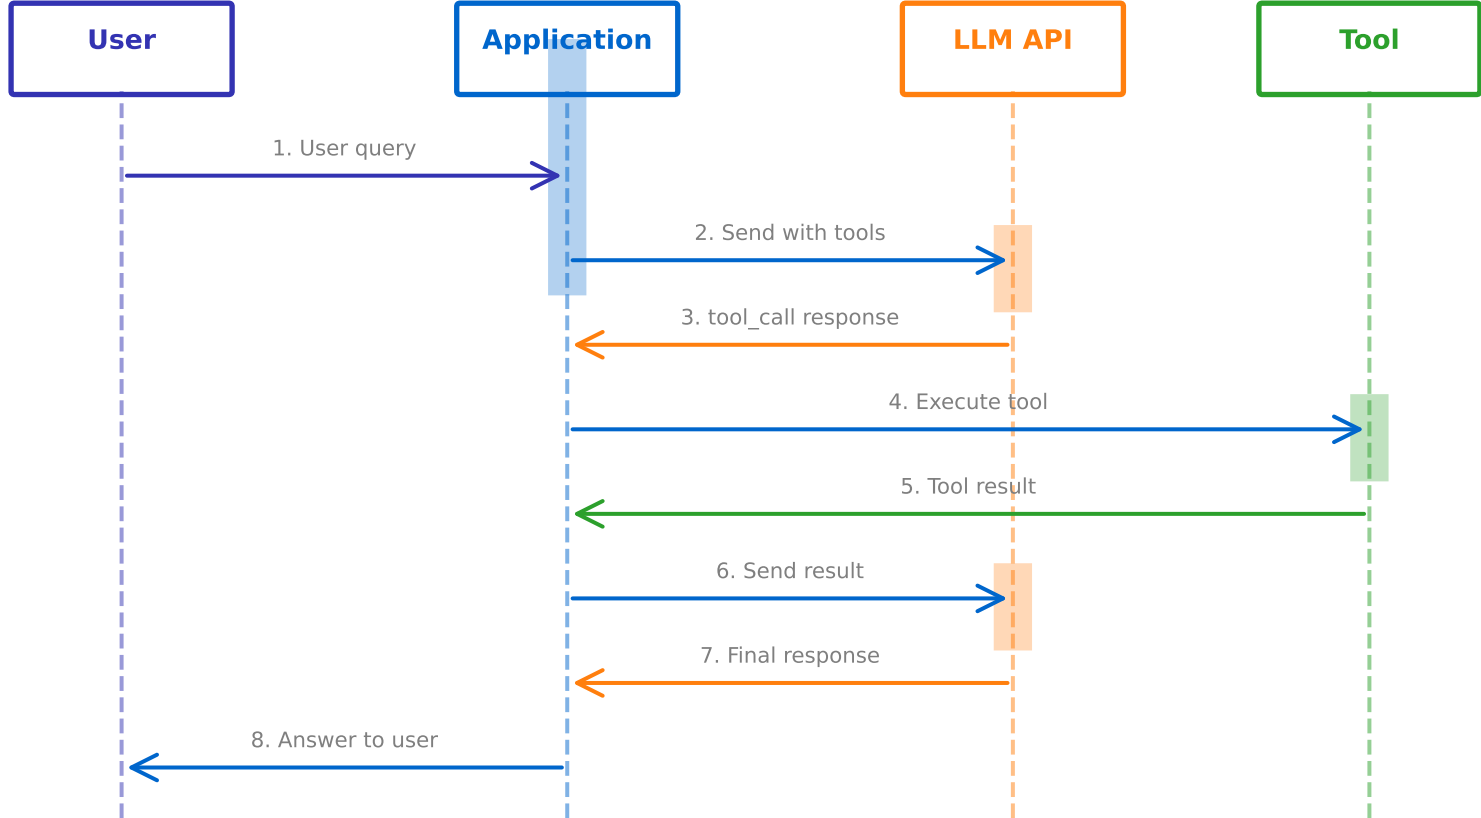 User
Application
LLM API
Tool
1. User query
2. Send with tools
3. tool_call response
4. Execute tool
5. Tool result
6. Send result
7. Final response
8. Answer to user